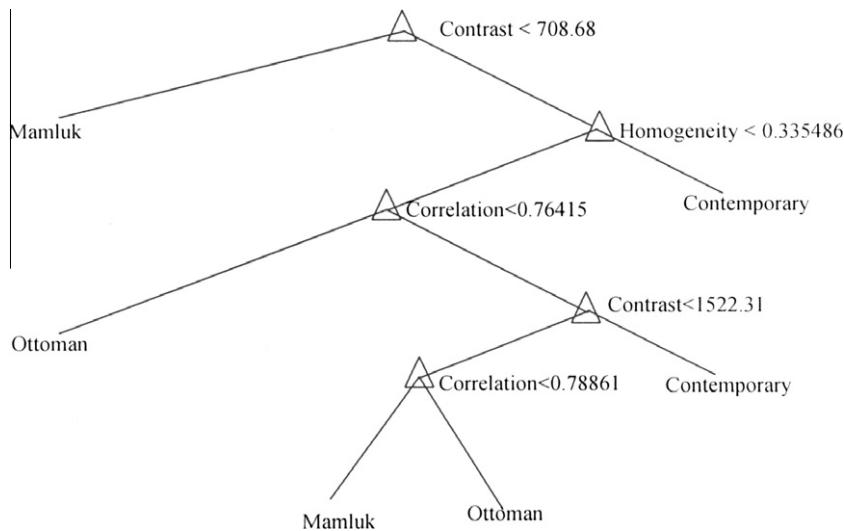 Contrast < 708.68
Mamluk
Homogeneity < 0.335486
Contemporary
Correlation<0.76415
Contrast<1522.31
Ottoman
Correlation<0.78861
Contemporary
Mamluk
Ottoman